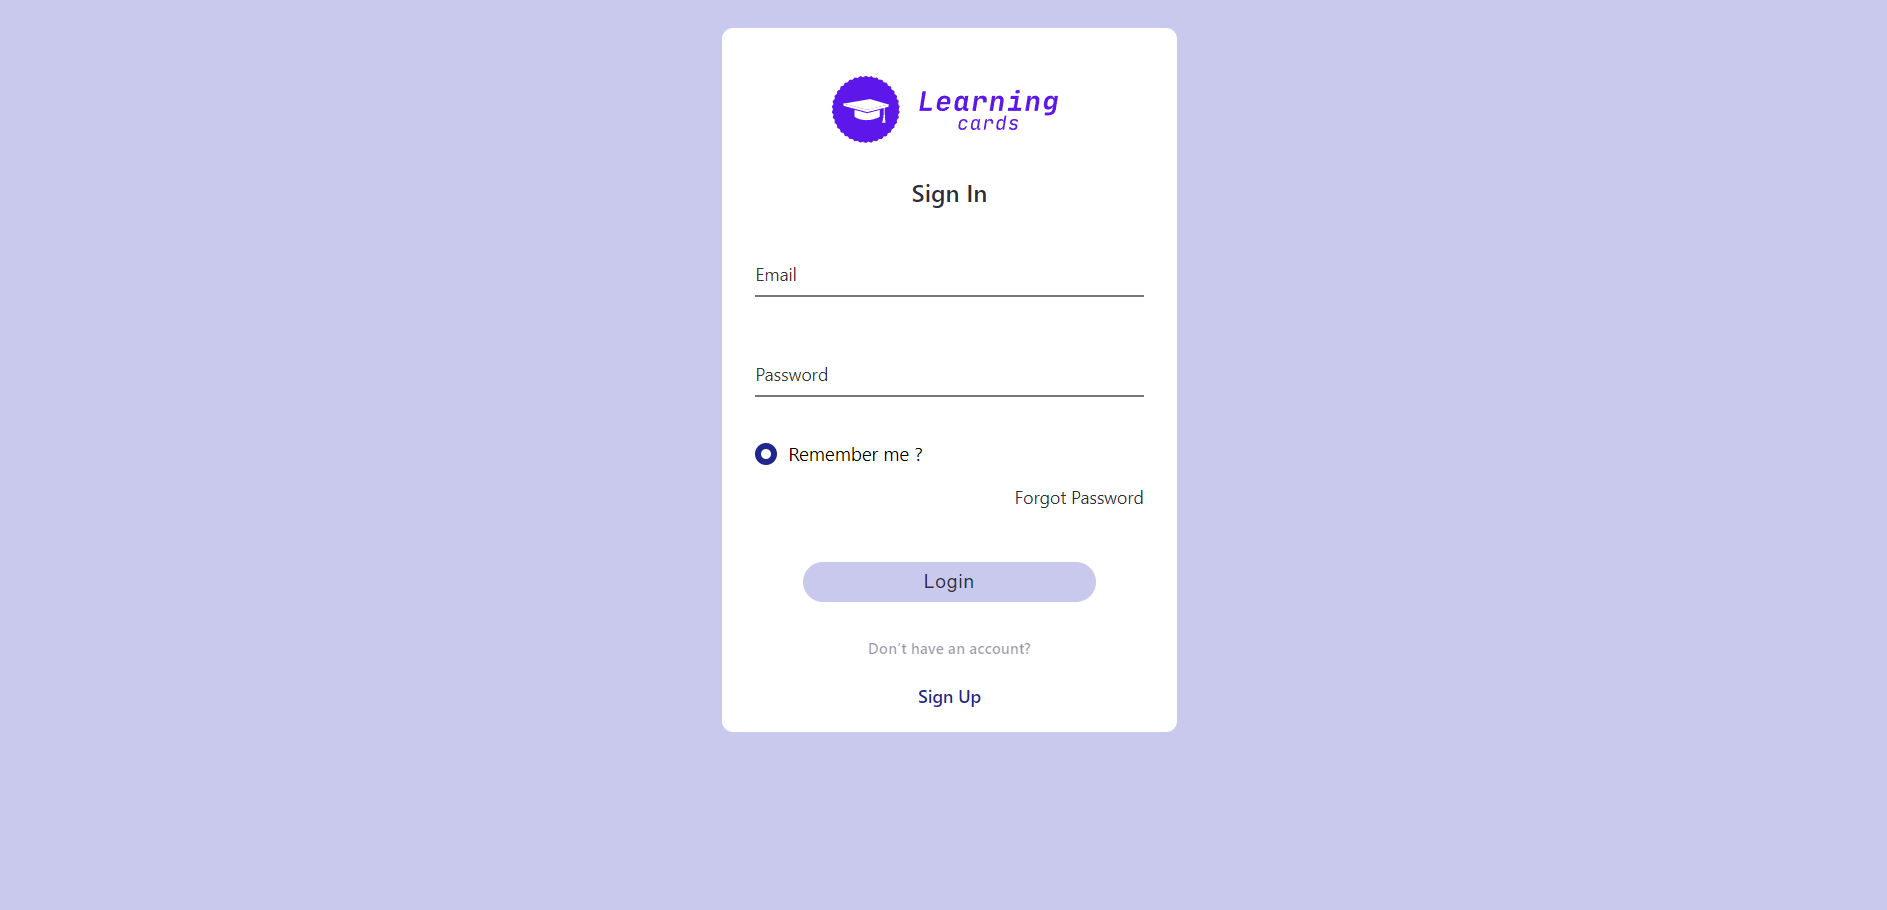 Learning
cards
Sign In
Email
Password
Remember me ?
Forgot Password
Login
Don't have an account?
Sign Up